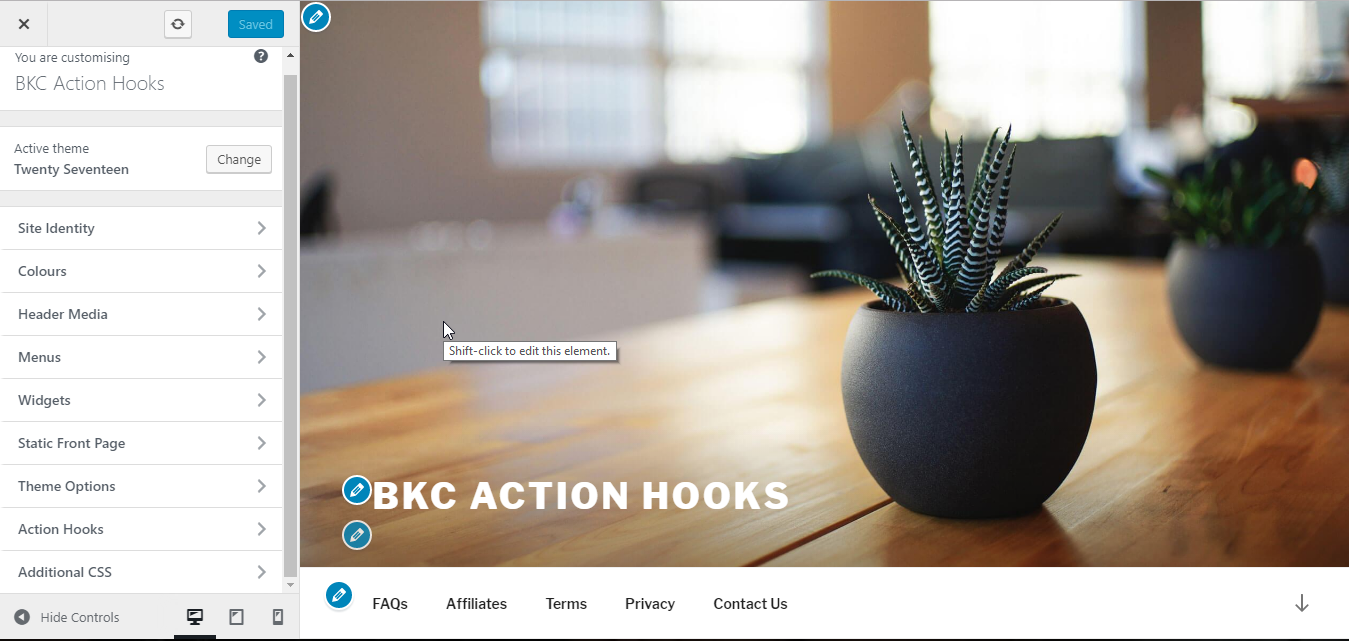 Saved
You are customising
BKC Action Hooks
Active theme
Twenty Seventeen
Change
Site Identity
Colours
Header Media
Menus
Widgets
Static Front Page
Theme Options
Action Hooks
Additional CSS
Hide Controls
Shift-click to edit this element.
BKC ACTION HOOKS
FAQs Affiliates Terms Privacy Contact Us